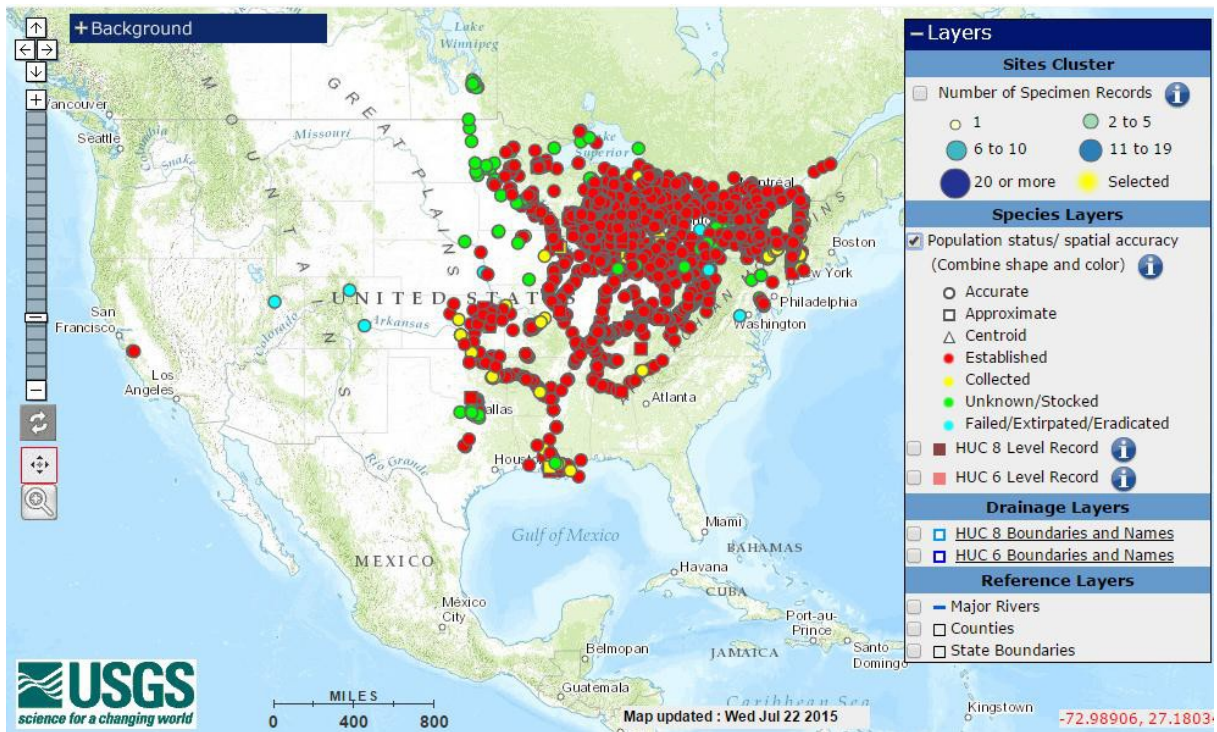 +Background
Lake
Winnipeg
Vancouver
Seattle
Columbia
Snake
Missouri
GREAT PLAINS
Superior
Boston
New York
Philadelphia
Washington
UNITED STATES
Colorado
Arkansas
San
Francisco
Los
Angeles
Atlanta
Rio Grande
Gulf of Mexico
Miami
BAHAMAS
Havana
CUBA
MEXICO
México
City
Port-au-
Prince
Santo
Domingo
JAMAICA
Belmopan
Guatemala
Caribbean Sea
Kingstown
USGS
science for a changing world
MILES
0 400 800
Map updated : Wed Jul 22 2015
-72.98906, 27.1803
– Layers
Sites Cluster
Number of Specimen Records i
1 2 to 5
6 to 10 11 to 19
20 or more Selected
Species Layers
Population status/ spatial accuracy
(Combine shape and color) i
Accurate
Approximate
Centroid
Established
Collected
Unknown/Stocked
Failed/Extirpated/Eradicated
HUC 8 Level Record i
HUC 6 Level Record i
Drainage Layers
HUC 8 Boundaries and Names
HUC 6 Boundaries and Names
Reference Layers
Major Rivers
Counties
State Boundaries